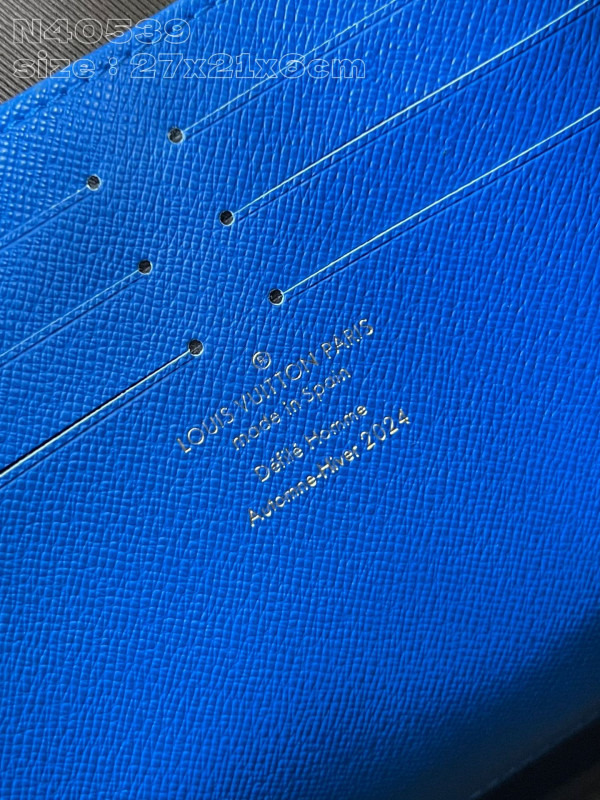 N40539
size : 27x21x6cm
®
LOUIS VUITTON PARIS
made in Spain
Défilé Homme
Automne-Hiver 2024